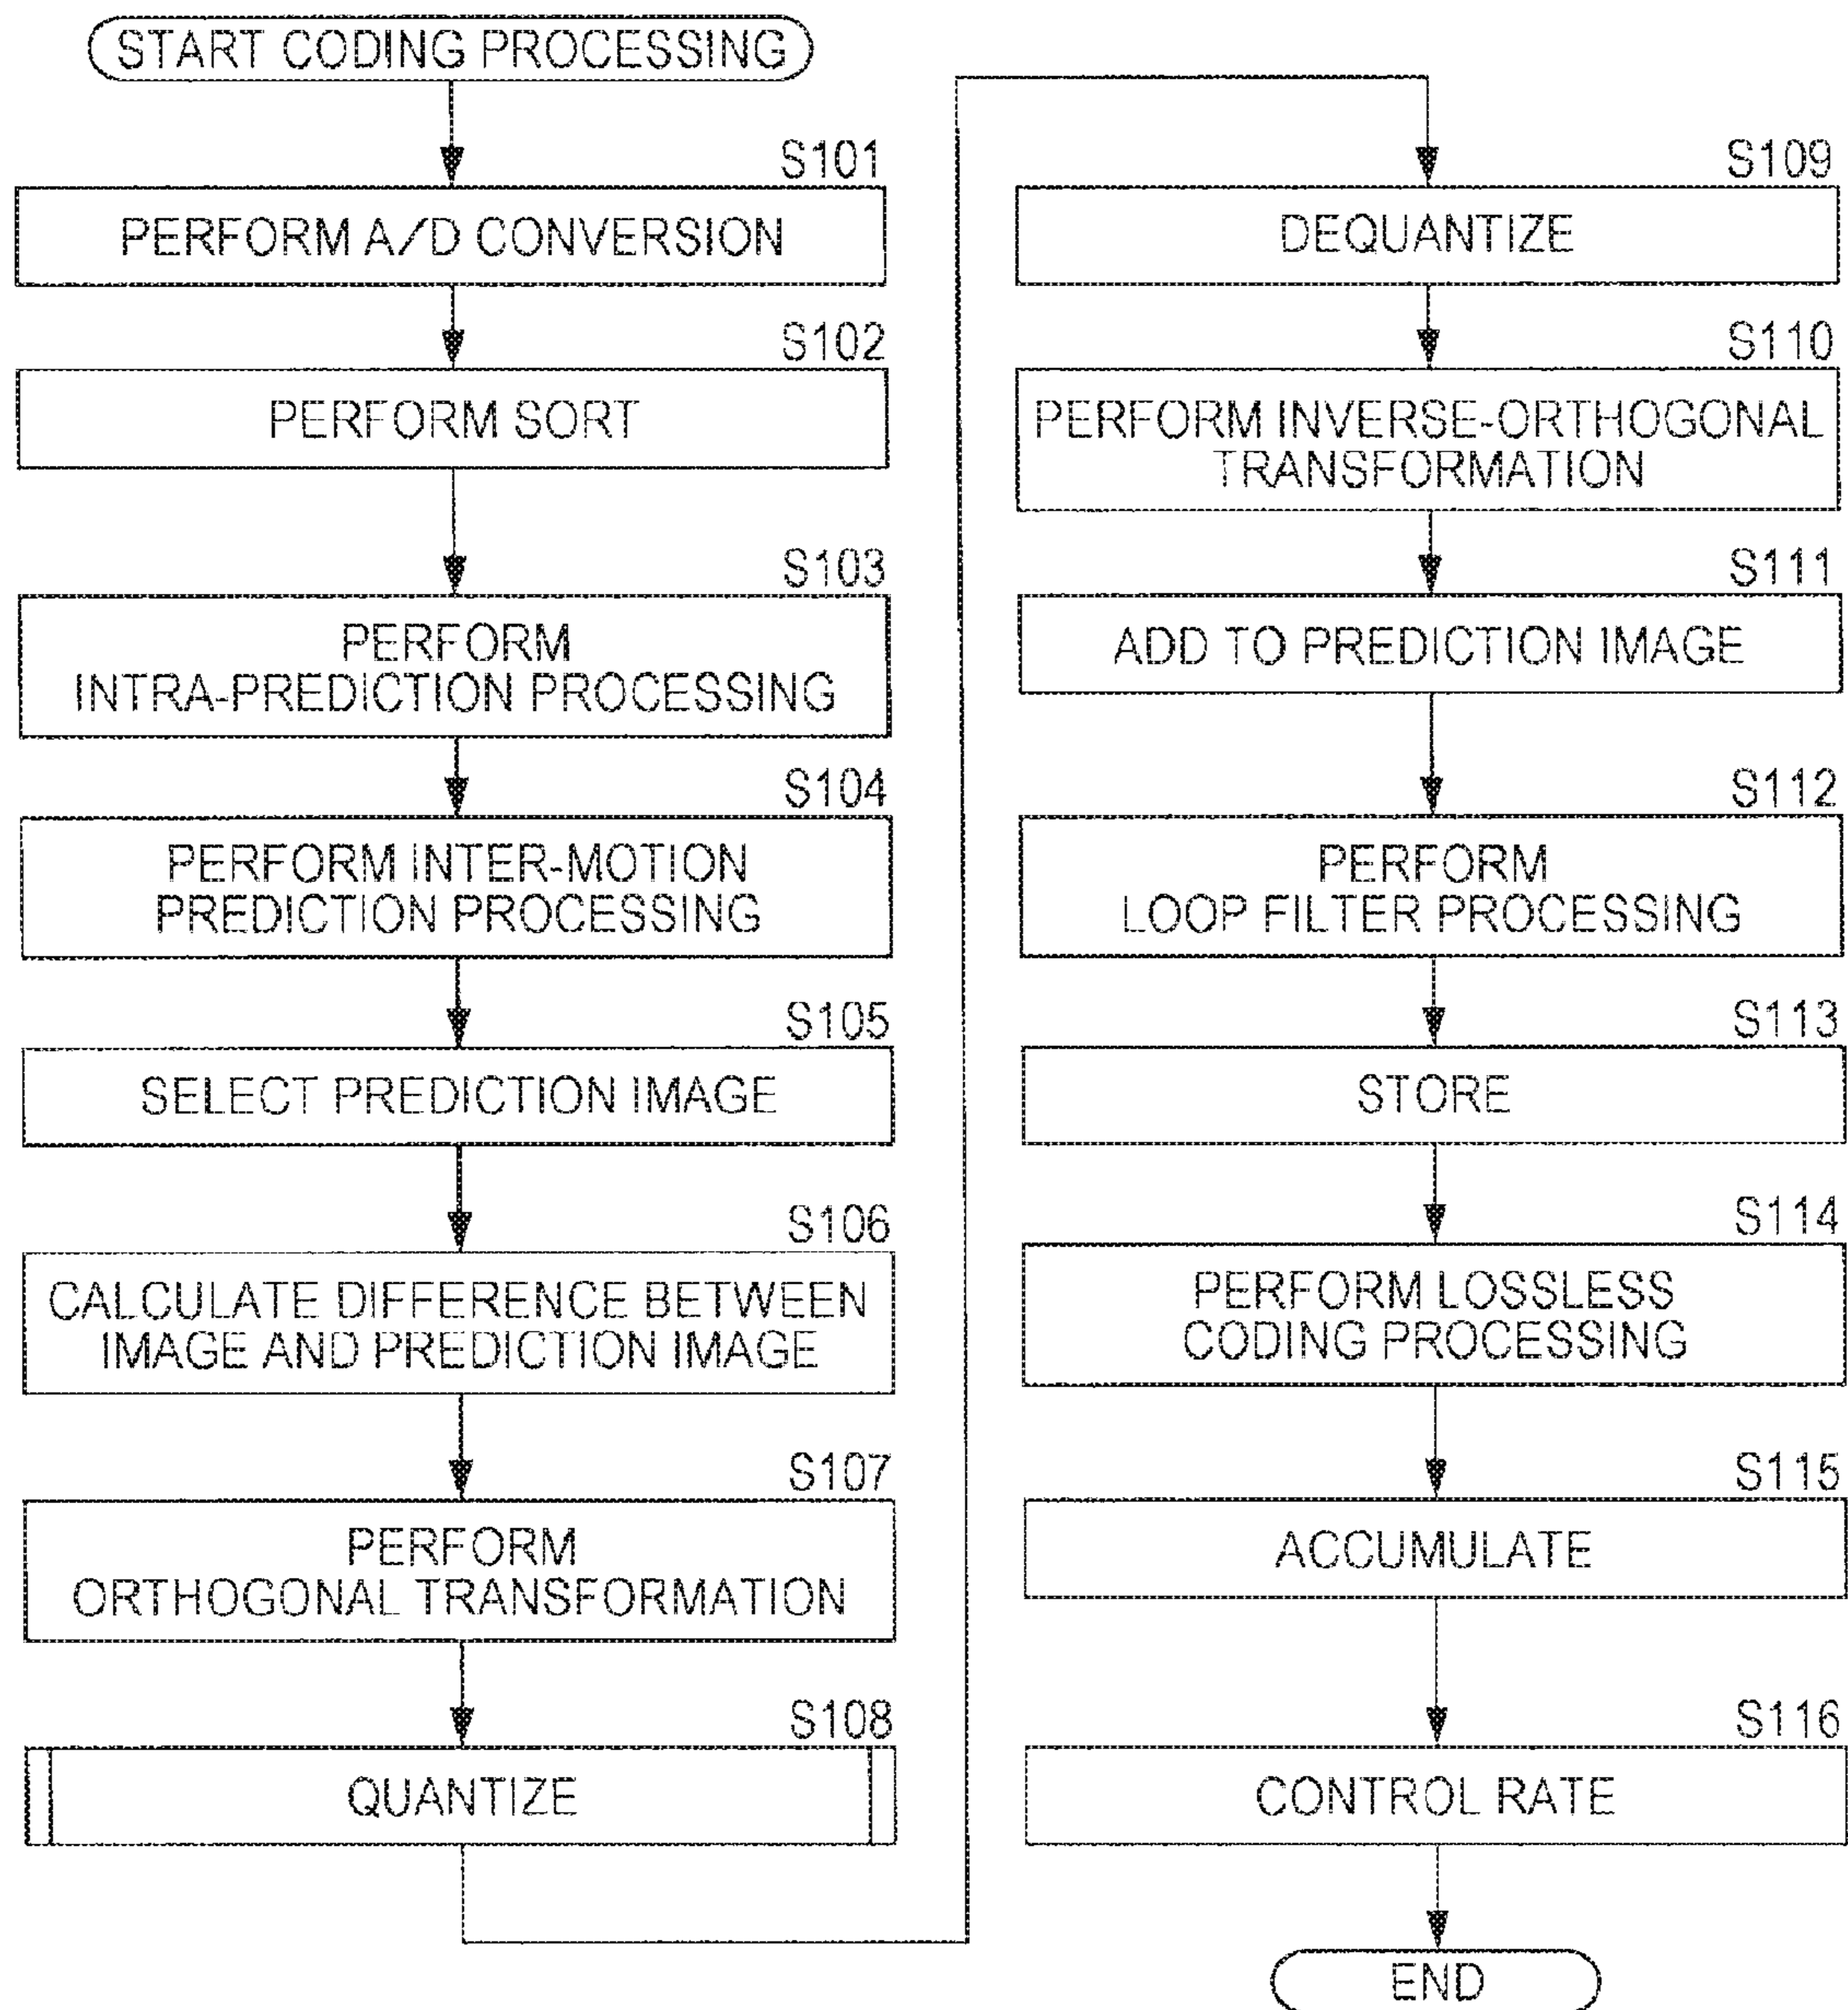 START CODING PROCESSING
S101
PERFORM A/D CONVERSION
S102
PERFORM SORT
S103
PERFORM
INTRA-PREDICTION PROCESSING
S104
PERFORM INTER-MOTION
PREDICTION PROCESSING
S105
SELECT PREDICTION IMAGE
S106
CALCULATE DIFFERENCE BETWEEN
IMAGE AND PREDICTION IMAGE
S107
PERFORM
ORTHOGONAL TRANSFORMATION
S108
QUANTIZE
S109
DEQUANTIZE
S110
PERFORM INVERSE-ORTHOGONAL
TRANSFORMATION
S111
ADD TO PREDICTION IMAGE
S112
PERFORM
LOOP FILTER PROCESSING
S113
STORE
S114
PERFORM LOSSLESS
CODING PROCESSING
S115
ACCUMULATE
S116
CONTROL RATE
END